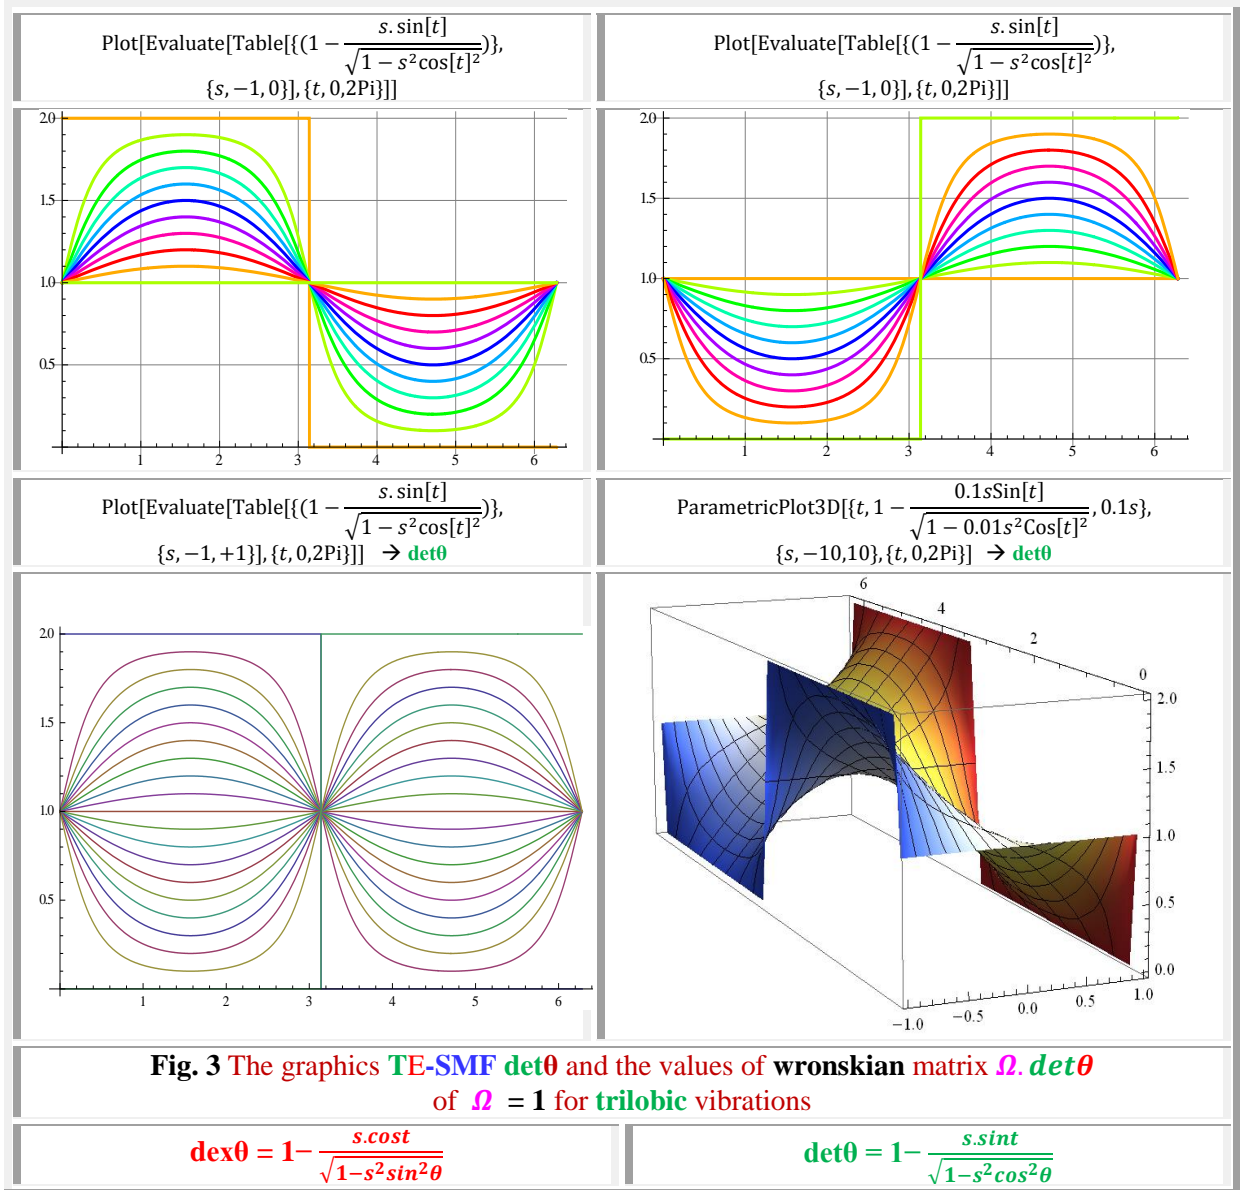 Plot[Evaluate[Table[{(1 − s. sin[t] / √(1 − s²cos[t]²))},
{s, −1,0}],{t, 0,2Pi}]]]
Plot[Evaluate[Table[{(1 − s. sin[t] / √(1 − s²cos[t]²))},
{s, −1,0}],{t, 0,2Pi}]]]
2.0
1.5
1.0
0.5
1 2 3 4 5 6
2.0
1.5
1.0
0.5
1 2 3 4 5 6
Plot[Evaluate[Table[{(1 − s. sin[t] / √(1 − s²cos[t]²))},
{s, −1, +1}],{t, 0,2Pi}]]] → detθ
ParametricPlot3D[{t, 1 − 0.1sSin[t] / √(1 − 0.01s²Cos[t]²), 0.1s},
{s, −10,10},{t, 0,2Pi}] → detθ
2.0
1.5
1.0
0.5
1 2 3 4 5 6
6 4 2 0
2.0
1.5
1.0
0.5
0.0
−1.0 −0.5 0.0 0.5 1.0
Fig. 3 The graphics TE-SMF detθ and the values of wronskian matrix Ω. detθ
of Ω = 1 for trilobic vibrations
dexθ = 1− s.cost / √(1−s²sin²θ)
detθ = 1− s.sint / √(1−s²cos²θ)